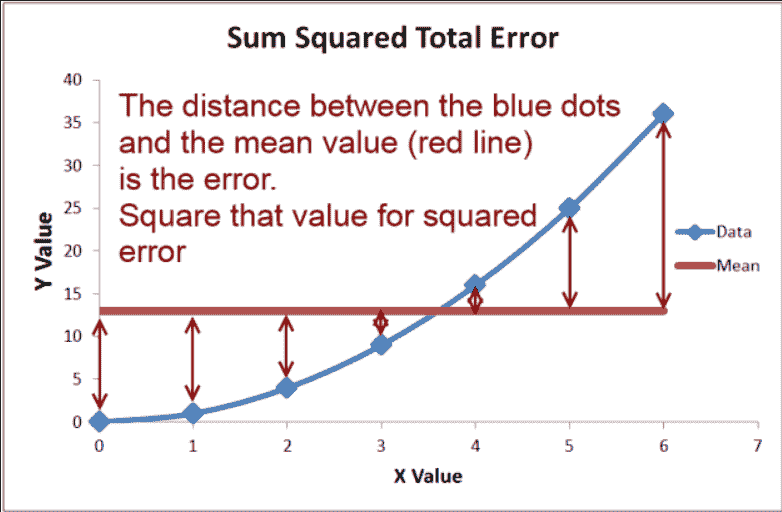 Sum Squared Total Error
40
35
30
25
20
15
10
5
0
Y Value
The distance between the blue dots
and the mean value (red line)
is the error.
Square that value for squared
error
Data
Mean
0 1 2 3 4 5 6 7
X Value